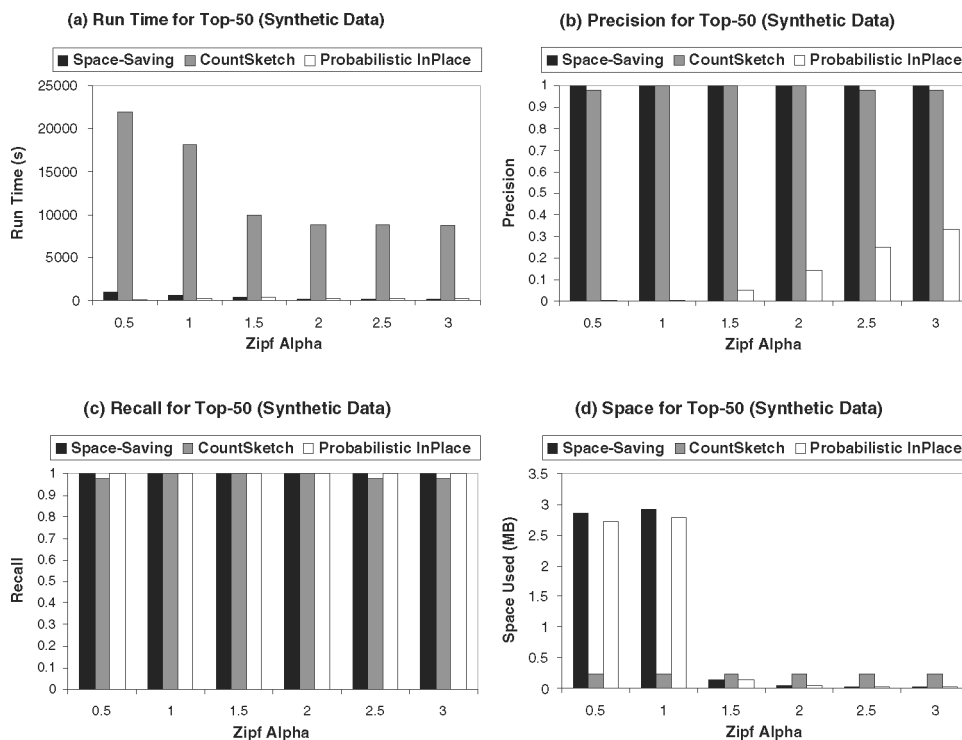 (a) Run Time for Top-50 (Synthetic Data)
Space-Saving CountSketch Probabilistic InPlace
25000
20000
15000
10000
5000
0
Run Time (s)
0.5 1 1.5 2 2.5 3
Zipf Alpha
(b) Precision for Top-50 (Synthetic Data)
Space-Saving CountSketch Probabilistic InPlace
1
0.9
0.8
0.7
0.6
0.5
0.4
0.3
0.2
0.1
0
Precision
0.5 1 1.5 2 2.5 3
Zipf Alpha
(c) Recall for Top-50 (Synthetic Data)
Space-Saving CountSketch Probabilistic InPlace
1
0.9
0.8
0.7
0.6
0.5
0.4
0.3
0.2
0.1
0
Recall
0.5 1 1.5 2 2.5 3
Zipf Alpha
(d) Space for Top-50 (Synthetic Data)
Space-Saving CountSketch Probabilistic InPlace
3.5
3
2.5
2
1.5
1
0.5
0
Space Used (MB)
0.5 1 1.5 2 2.5 3
Zipf Alpha